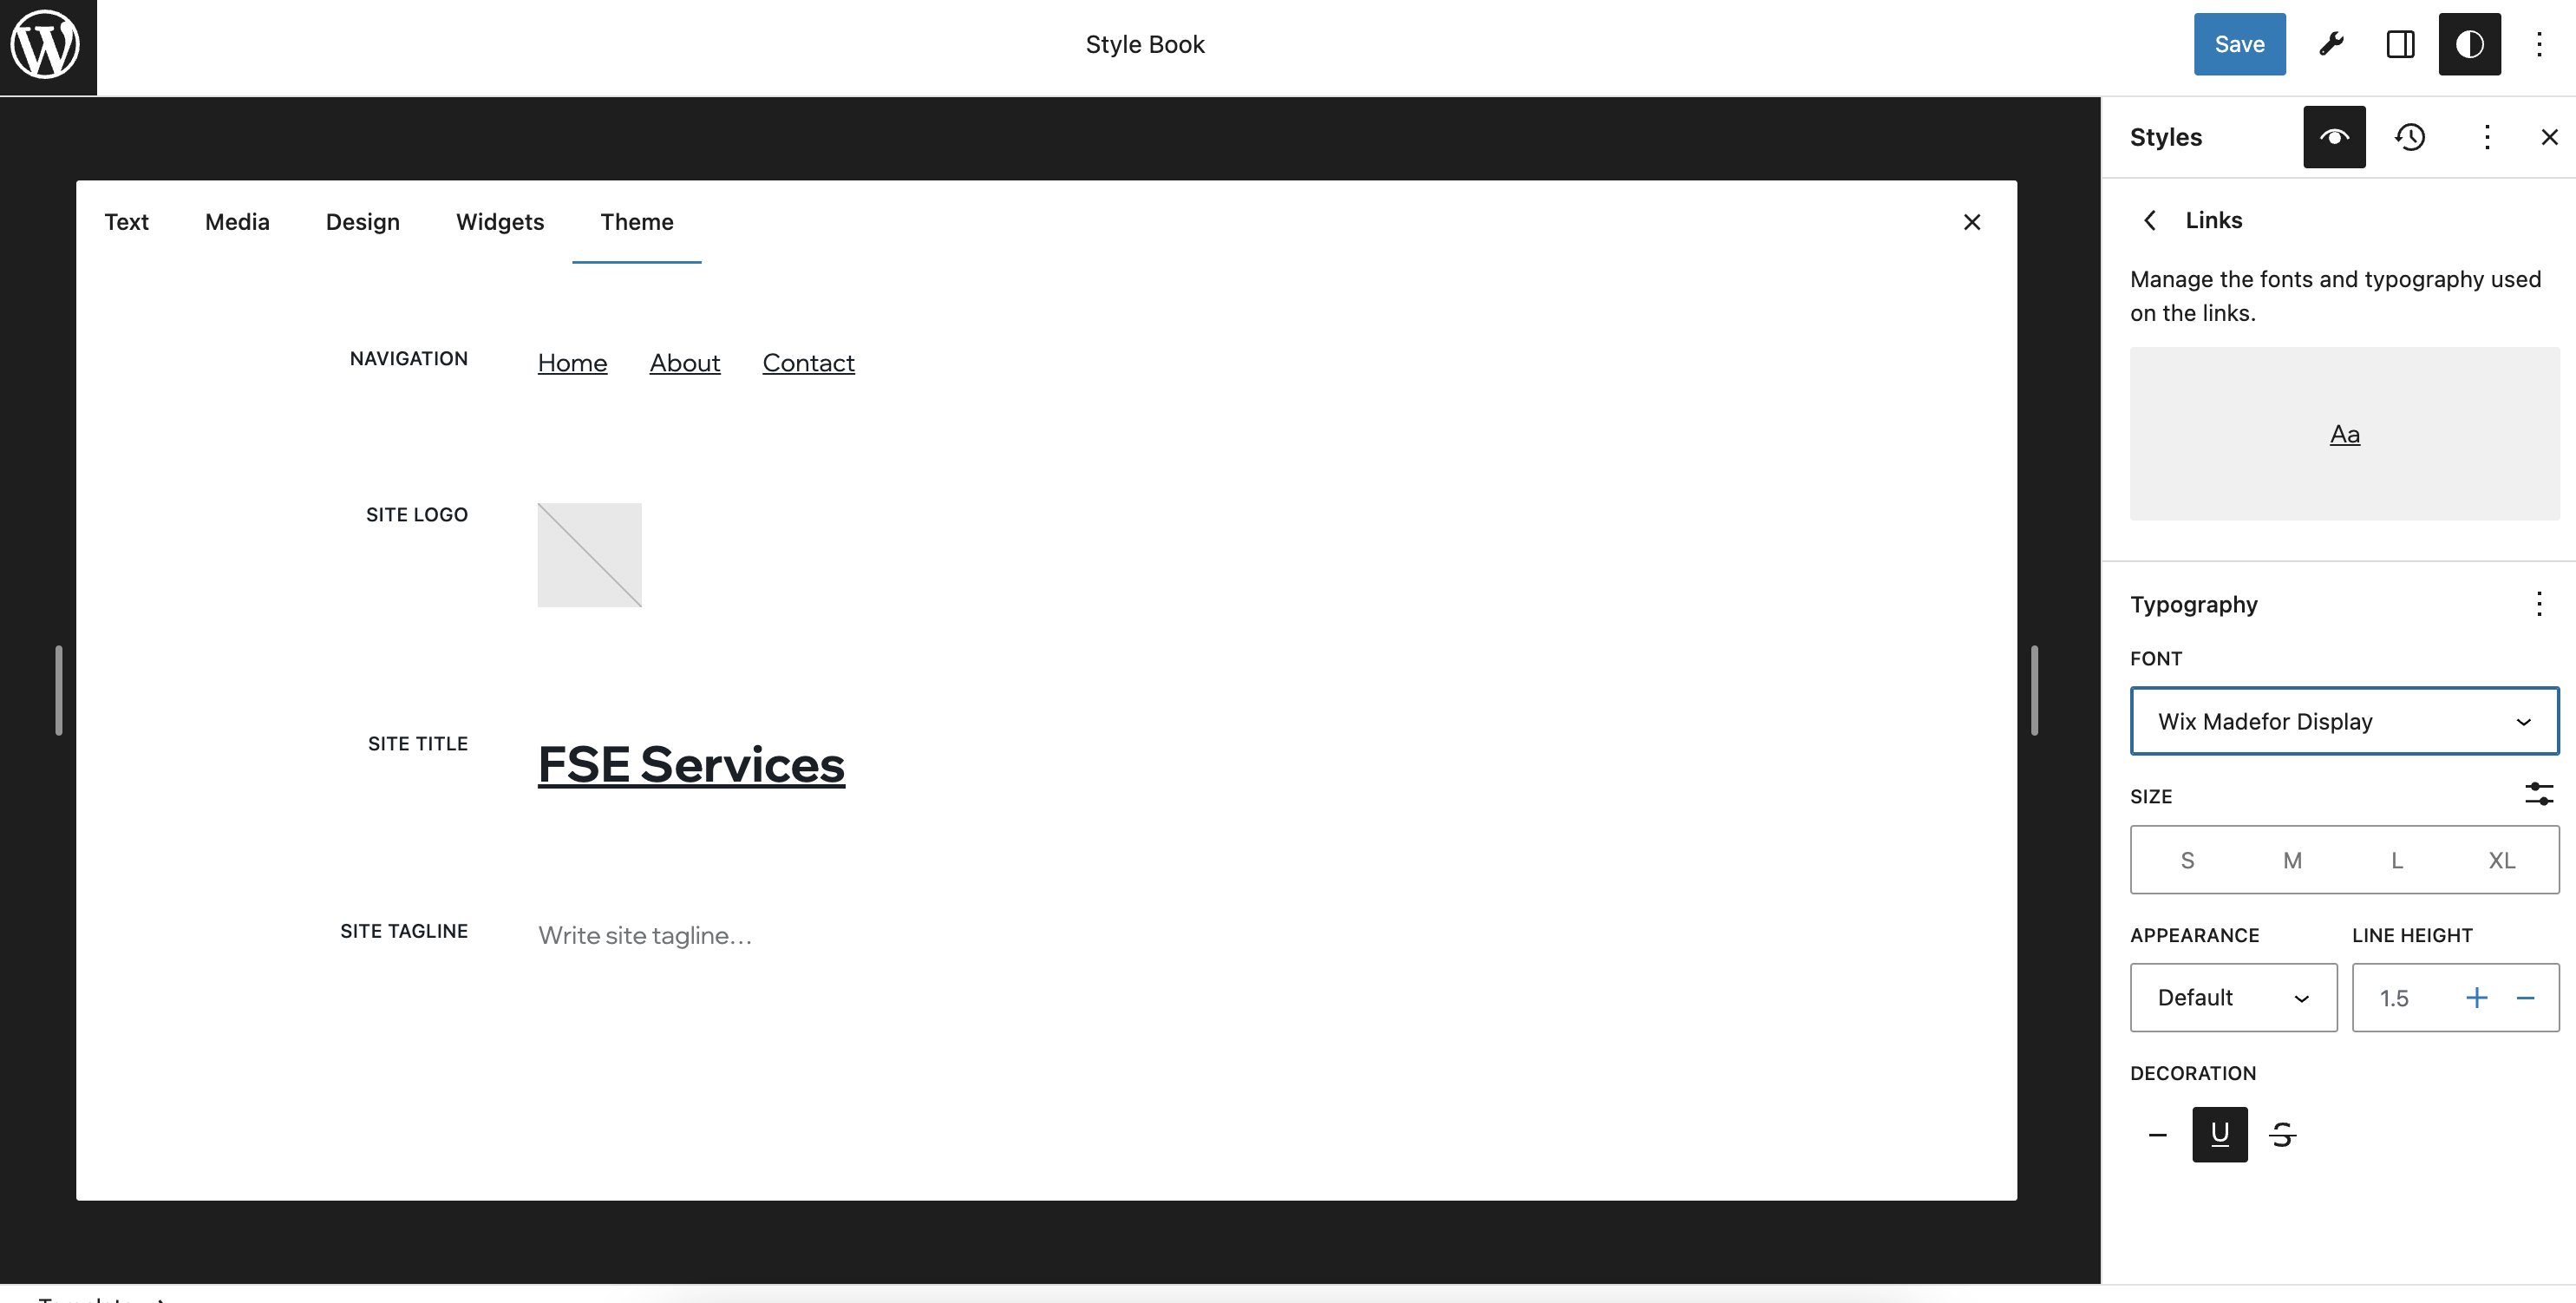 Style Book
Save
Text Media Design Widgets Theme
NAVIGATION Home About Contact
SITE LOGO
SITE TITLE FSE Services
SITE TAGLINE Write site tagline...
Styles
Links
Manage the fonts and typography used
on the links.
Aa
Typography
FONT
Wix Madefor Display
SIZE
S M L XL
APPEARANCE LINE HEIGHT
Default 1.5
DECORATION
U S